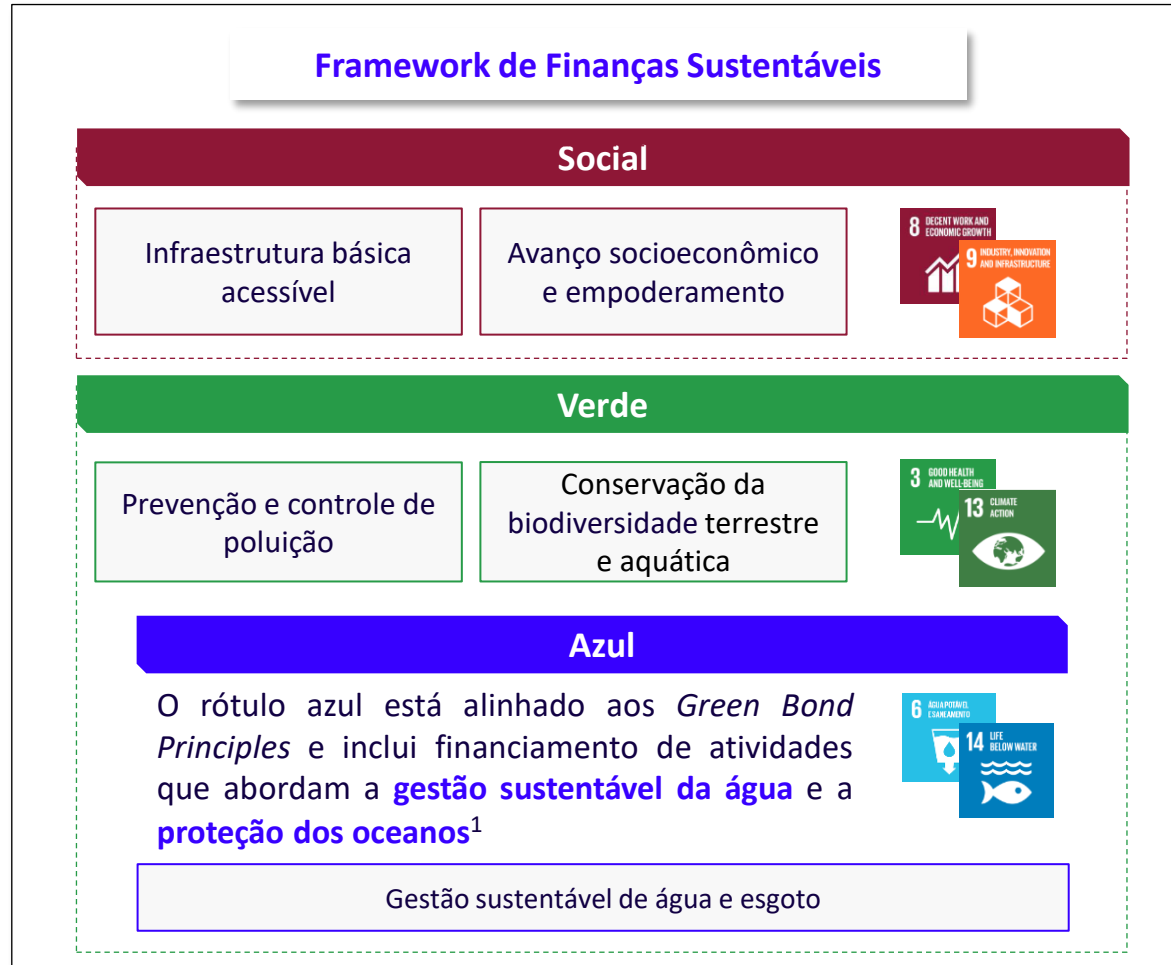 Framework de Finanças Sustentáveis
Social
Infraestrutura básica
acessível
Avanço socioeconômico
e empoderamento
8 DECENT WORK AND
ECONOMIC GROWTH
9 INDUSTRY, INNOVATION
AND INFRASTRUCTURE
Verde
Prevenção e controle de
poluição
Conservação da
biodiversidade terrestre
e aquática
3 GOOD HEALTH
AND WELL-BEING
13 CLIMATE
ACTION
Azul
O rótulo azul está alinhado aos Green Bond
Principles e inclui financiamento de atividades
que abordam a gestão sustentável da água e a
proteção dos oceanos¹
6 ÁGUA POTÁVEL
E SANEAMENTO
14 LIFE
BELOW WATER
Gestão sustentável de água e esgoto